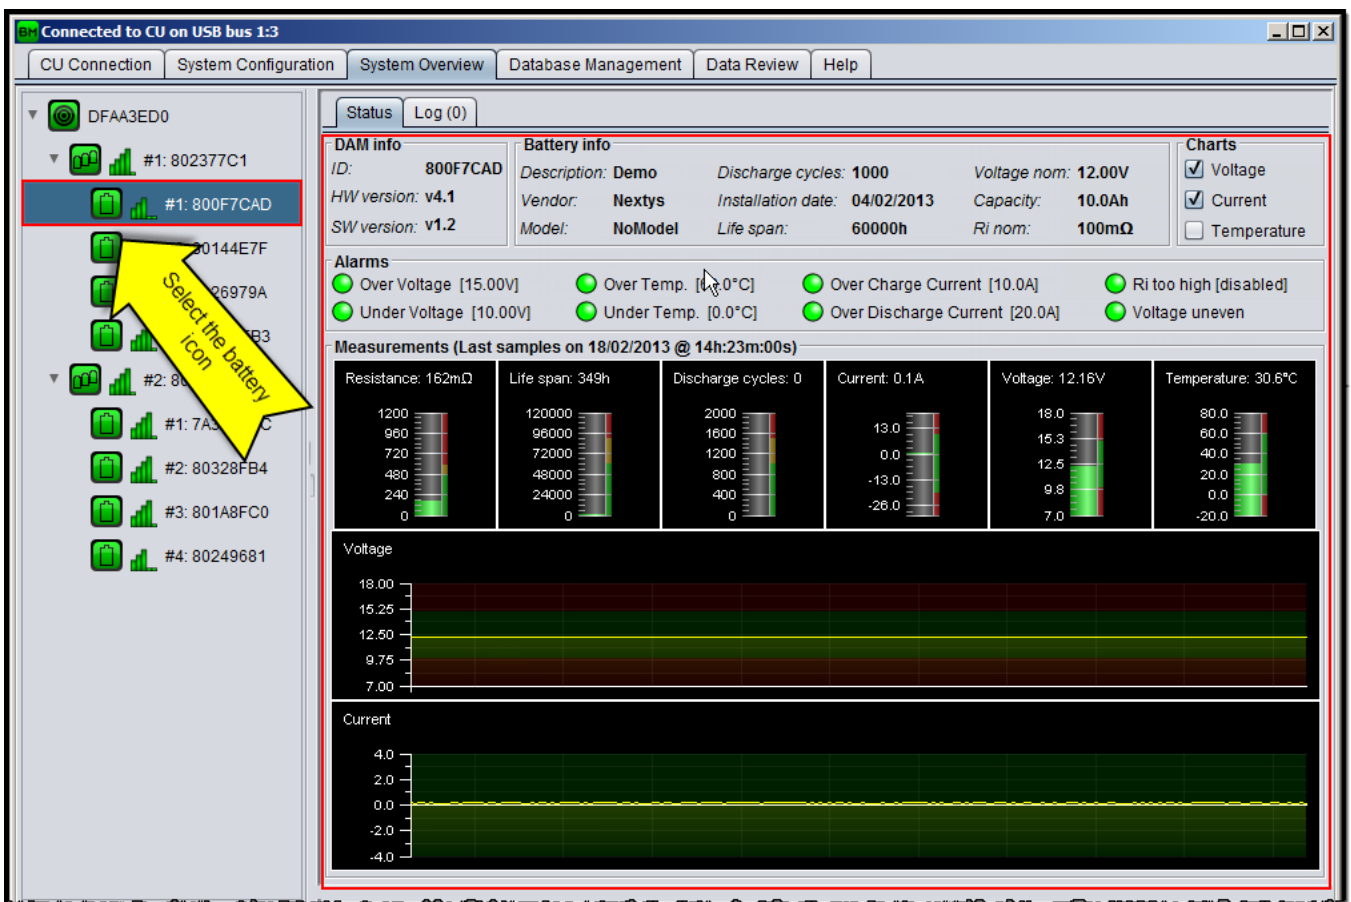 BM Connected to CU on USB bus 1:3
CU Connection System Configuration System Overview Database Management Data Review Help
DFAA3ED0
#1: 802377C1
#1: 800F7CAD
0144E7F
26979A
B3
#2: 80
#1: 7A
#2: 80328FB4
#3: 801A8FC0
#4: 80249681
Select the battery
icon
Status Log (0)
DAM info
ID: 800F7CAD
HW version: v4.1
SW version: v1.2
Battery info
Description: Demo Discharge cycles: 1000 Voltage nom: 12.00V
Vendor: Nextys Installation date: 04/02/2013 Capacity: 10.0Ah
Model: NoModel Life span: 60000h Ri nom: 100mΩ
Charts
Voltage
Current
Temperature
Alarms
Over Voltage [15.00V] Over Temp. [ .0°C] Over Charge Current [10.0A] Ri too high [disabled]
Under Voltage [10.00V] Under Temp. [0.0°C] Over Discharge Current [20.0A] Voltage uneven
Measurements (Last samples on 18/02/2013 @ 14h:23m:00s)
Resistance: 162mΩ Life span: 349h Discharge cycles: 0 Current: 0.1A Voltage: 12.16V Temperature: 30.6°C
1200 120000 2000 18.0 80.0
960 96000 1600 13.0 15.3 60.0
720 72000 1200 0.0 12.5 40.0
480 48000 800 -13.0 9.8 20.0
240 24000 400 -26.0 7.0 0.0
0 0 0 -20.0
Voltage
18.00
15.25
12.50
9.75
7.00
Current
4.0
2.0
0.0
-2.0
-4.0